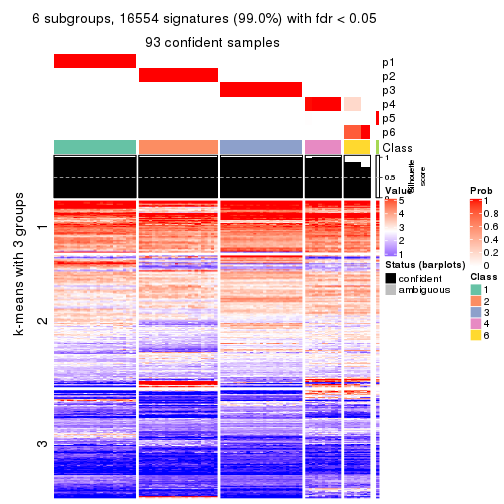 6 subgroups, 16554 signatures (99.0%) with fdr < 0.05
93 confident samples
p1
p2
p3
p4
p5
p6
Class
1
0.5
0
Silhouette
score
k-means with 3 groups
1
2
3
Value
5
4
3
2
1
Status (barplots)
confident
ambiguous
Prob
1
0.8
0.6
0.4
0.2
0
Class
1
2
3
4
5
6